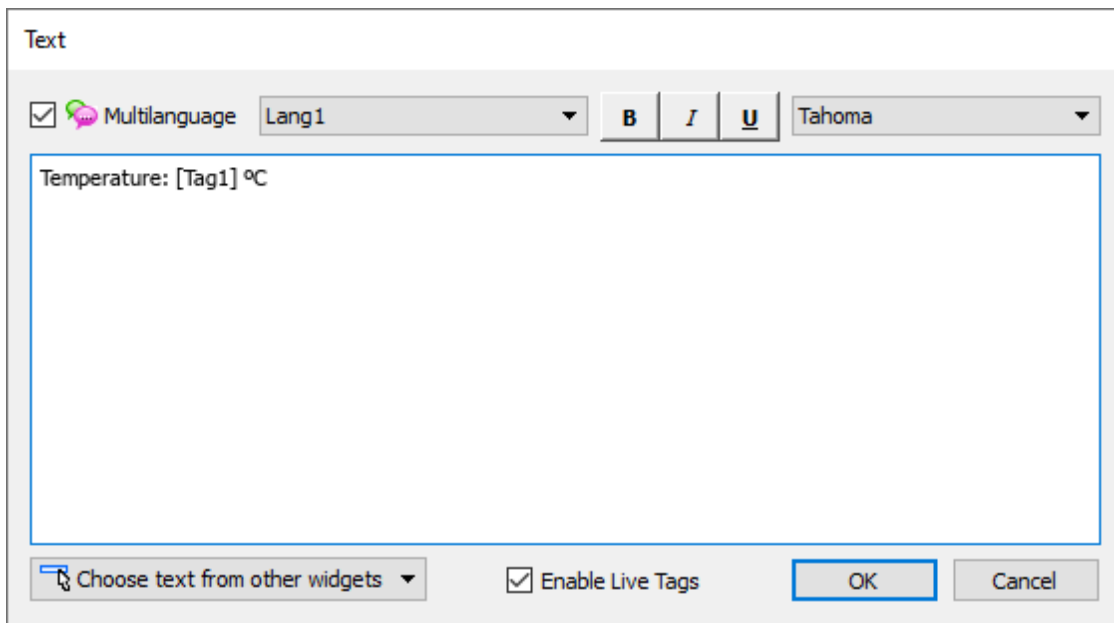 Text
Multilanguage Lang1 B I U Tahoma
Temperature: [Tag1] ºC
Choose text from other widgets Enable Live Tags OK Cancel